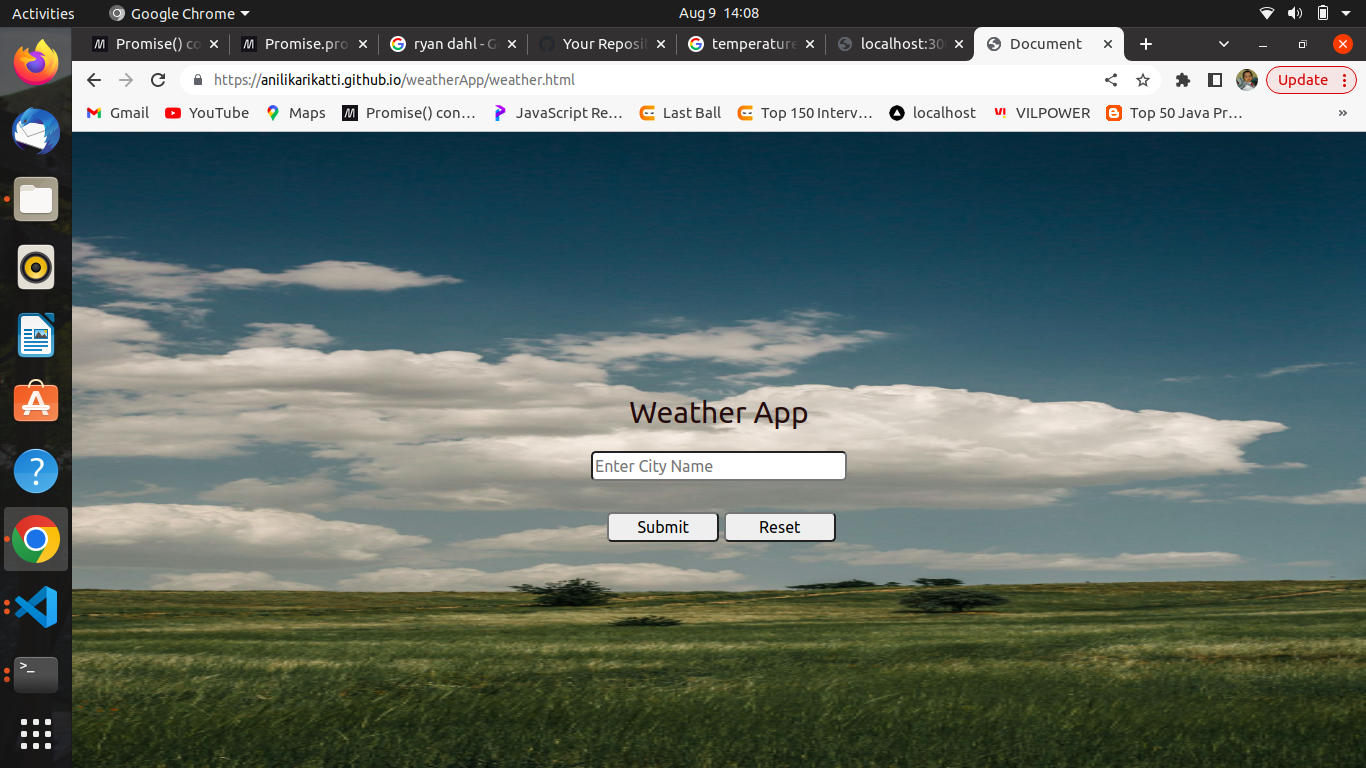 Activities Google Chrome Aug 9 14:08
Promise() co Promise.pro ryan dahl - G Your Reposit temperature localhost:30 Document
https://anilikarikatti.github.io/weatherApp/weather.html Update
Gmail YouTube Maps Promise() con... JavaScript Re... Last Ball Top 150 Interv... localhost VILPOWER Top 50 Java Pr... »
Weather App
Enter City Name
Submit Reset